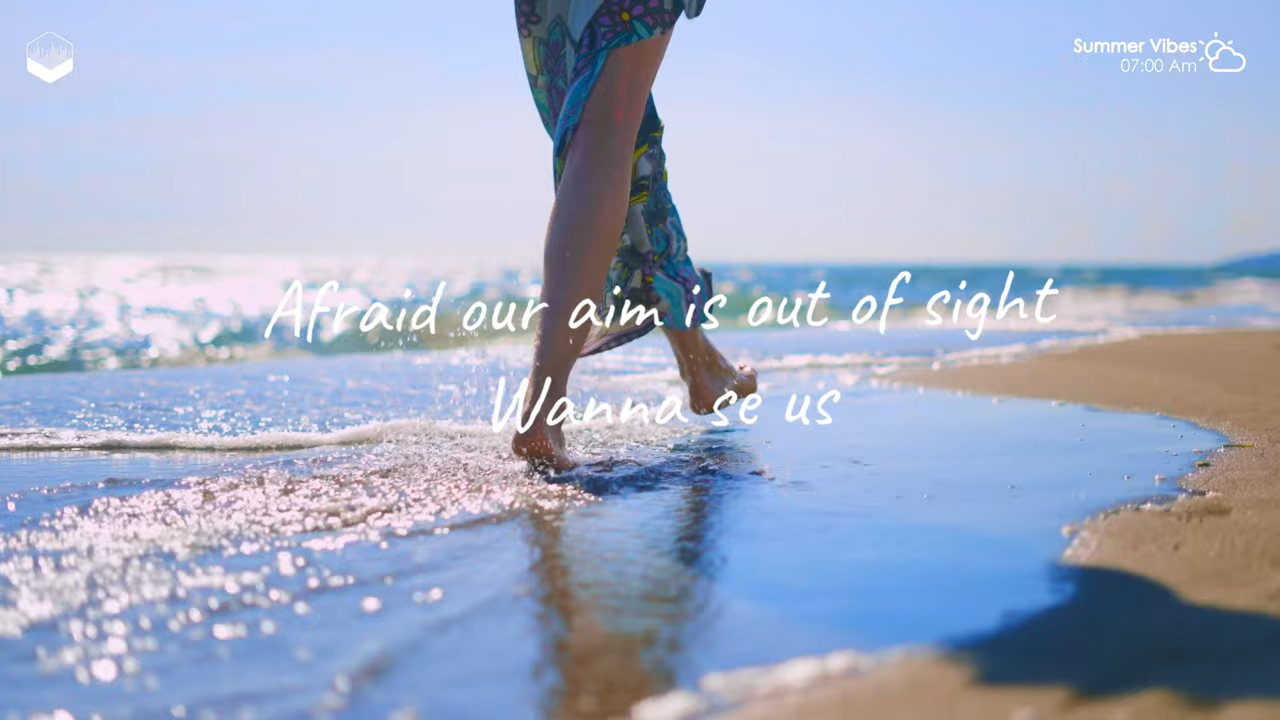 Summer Vibes
07:00 Am
Afraid our aim is out of sight
Wanna se us